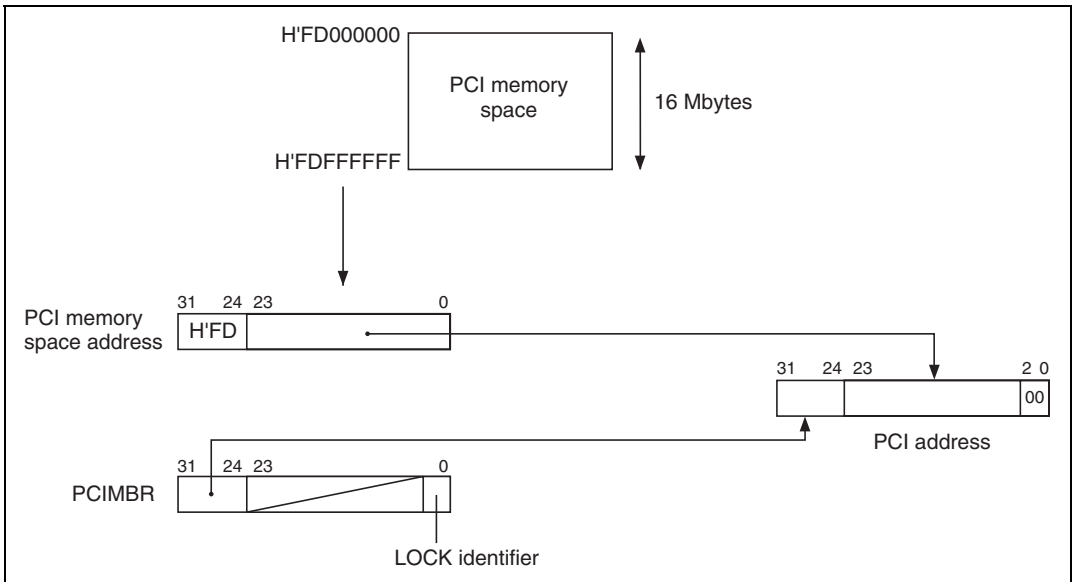 H'FD000000
PCI memory
space
16 Mbytes
H'FDFFFFFF
31 24 23 0
PCI memory
space address
H'FD
31 24 23 2 0
00
PCI address
31 24 23 0
PCIMBR
LOCK identifier